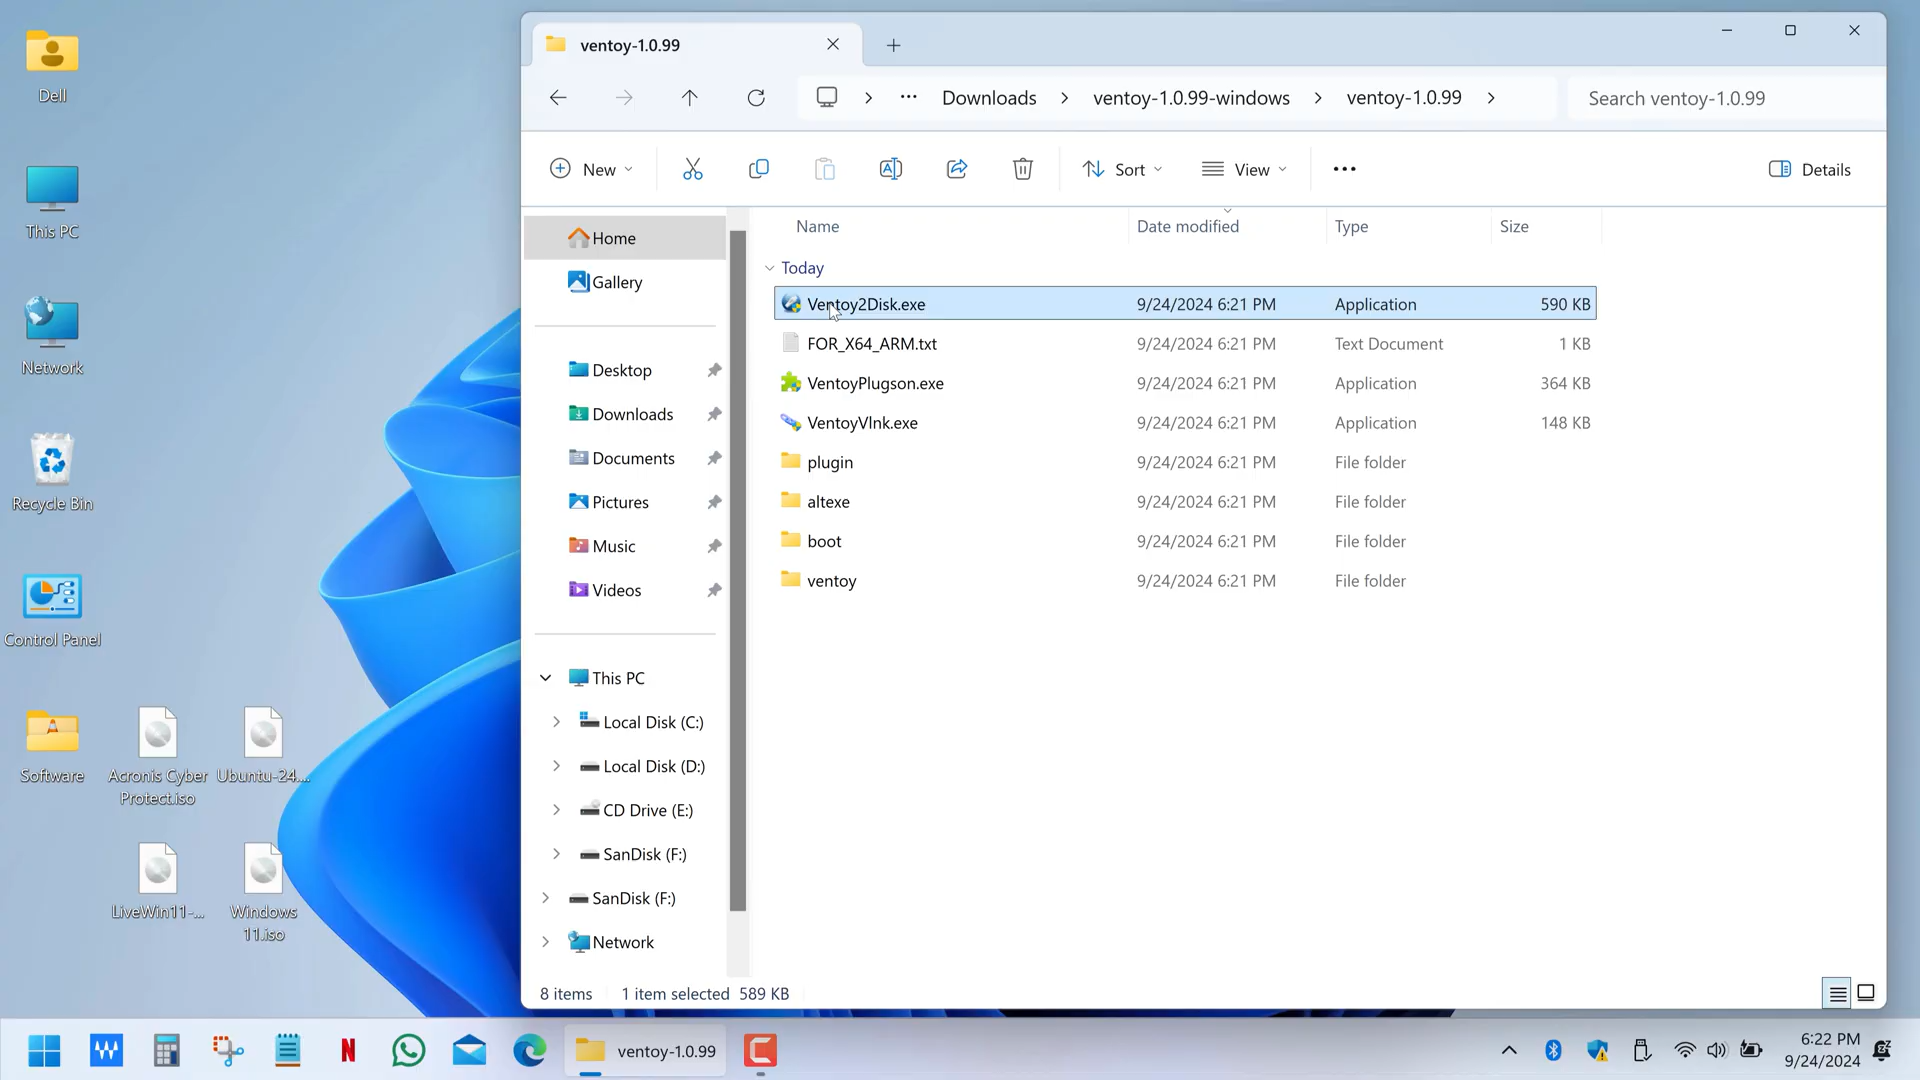 Dell
This PC
Network
Recycle Bin
Control Panel
Software
Acronis Cyber
Protect.iso
Ubuntu-24....
LiveWin11-...
Windows
11.iso
ventoy-1.0.99
Downloads
ventoy-1.0.99-windows
ventoy-1.0.99
Search ventoy-1.0.99
New
Sort
View
Details
Home
Gallery
Desktop
Downloads
Documents
Pictures
Music
Videos
This PC
Local Disk (C:)
Local Disk (D:)
CD Drive (E:)
SanDisk (F:)
SanDisk (F:)
Network
Name Date modified Type Size
Today
Ventoy2Disk.exe 9/24/2024 6:21 PM Application 590 KB
FOR_X64_ARM.txt 9/24/2024 6:21 PM Text Document 1 KB
VentoyPlugson.exe 9/24/2024 6:21 PM Application 364 KB
VentoyVlnk.exe 9/24/2024 6:21 PM Application 148 KB
plugin 9/24/2024 6:21 PM File folder
altexe 9/24/2024 6:21 PM File folder
boot 9/24/2024 6:21 PM File folder
ventoy 9/24/2024 6:21 PM File folder
8 items 1 item selected 589 KB
ventoy-1.0.99
6:22 PM
9/24/2024